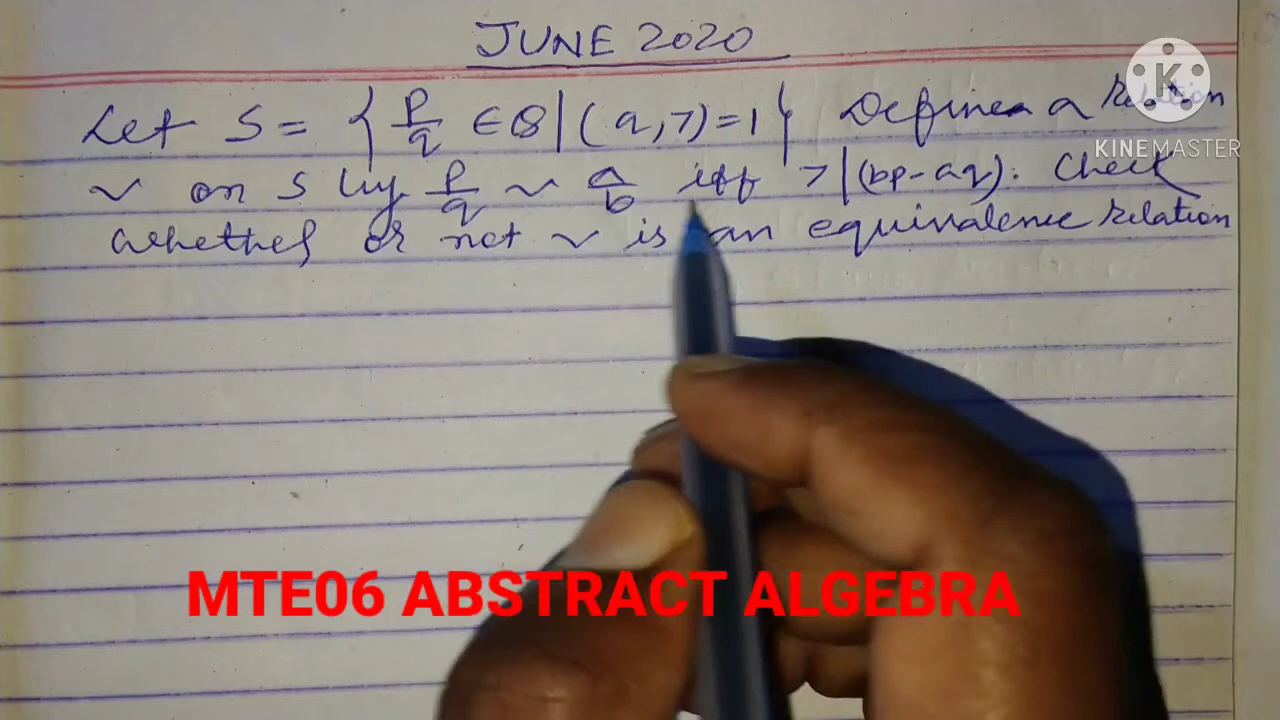 JUNE 2020
Let S = { p/q ∈ Q | (q,7)=1 } Define a relation
K
KINEMASTER
~ on S by p/q ~ a/b iff 7|(bp-aq). Check
whether or not ~ is an equivalence relation
MTE06 ABSTRACT ALGEBRA